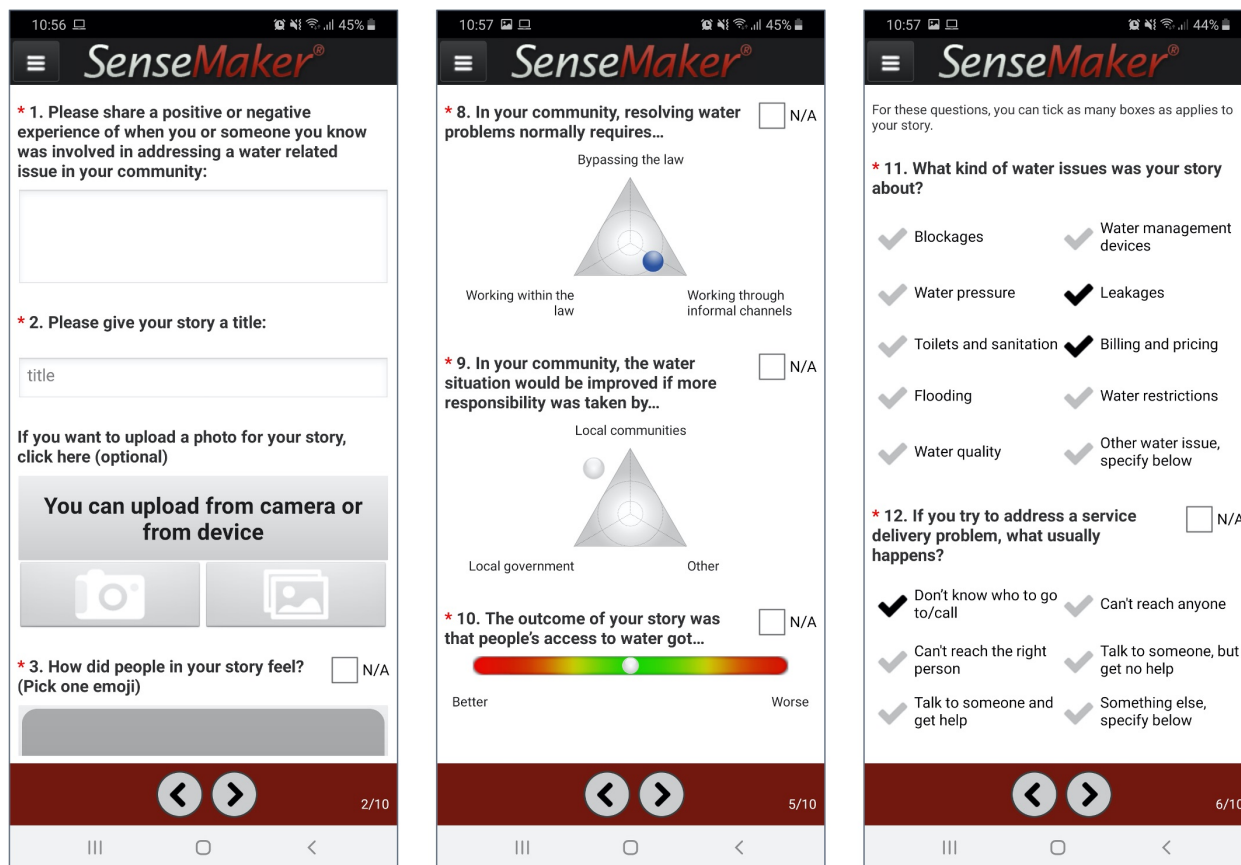 10:56 45%
SenseMaker®
* 1. Please share a positive or negative
experience of when you or someone you know
was involved in addressing a water related
issue in your community:
* 2. Please give your story a title:
title
If you want to upload a photo for your story,
click here (optional)
You can upload from camera or
from device
* 3. How did people in your story feel? N/A
(Pick one emoji)
2/10
10:57 45%
SenseMaker®
* 8. In your community, resolving water N/A
problems normally requires...
Bypassing the law
Working within the
law
Working through
informal channels
* 9. In your community, the water N/A
situation would be improved if more
responsibility was taken by...
Local communities
Local government Other
* 10. The outcome of your story was N/A
that people's access to water got...
Better Worse
5/10
10:57 44%
SenseMaker®
For these questions, you can tick as many boxes as applies to
your story.
* 11. What kind of water issues was your story
about?
Blockages
Water management
devices
Water pressure
Leakages
Toilets and sanitation
Billing and pricing
Flooding
Water restrictions
Water quality
Other water issue,
specify below
* 12. If you try to address a service N/A
delivery problem, what usually
happens?
Don't know who to go
to/call
Can't reach anyone
Can't reach the right
person
Talk to someone, but
get no help
Talk to someone and
get help
Something else,
specify below
6/10